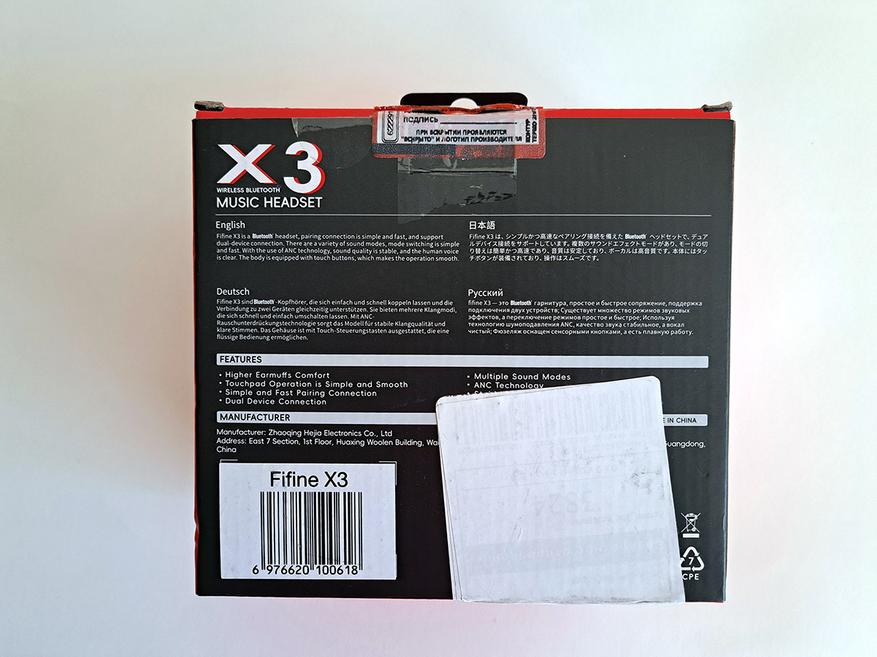 ПОДПИСЬ
ПРИ ВСКРЫТИИ ПРОЯВЛЯЮТСЯ
"ВСКРЫТО" И ЛОГОТИП ПРОИЗВОДИТЕЛЯ
X3
WIRELESS BLUETOOTH
MUSIC HEADSET
English
Fifine X3 is a Bluetooth® headset, pairing connection is simple and fast, and support
dual-device connection. There are a variety of sound modes, mode switching is simple
and fast. With the use of ANC technology, sound quality is stable, and the human voice
is clear. The body is equipped with touch buttons, which makes the operation smooth.
日本語
Fifine X3 は、シンプルかつ高速なペアリング接続を備えた Bluetooth® ヘッドセットで、デュア
ルデバイス接続をサポートしています。複数のサウンドエフェクトモードがあり、モードの切
り替えは簡単かつ高速であり、音質は安定しており、ボーカルは高音質です。本体にはタッ
チボタンが装備されており、操作はスムーズです。
Deutsch
Fifine X3 sind Bluetooth® -Kopfhörer, die sich einfach und schnell koppeln lassen und die
Verbindung zu zwei Geräten gleichzeitig unterstützen. Sie bieten mehrere Klangmodi,
die sich schnell und einfach umschalten lassen. Mit ANC-
Rauschunterdrückungstechnologie sorgt das Modell für stabile Klangqualität und
klare Stimmen. Das Gehäuse ist mit Touch-Steuerungstasten ausgestattet, die eine
flüssige Bedienung ermöglichen.
Русский
fifine X3 — это Bluetooth® гарнитура, простое и быстрое сопряжение, поддержка
подключения двух устройств; Существует множество режимов звуковых
эффектов, а переключение режимов простое и быстрое; Используя
технологию шумоподавления ANC, качество звука стабильное, а вокал
чистый; Фюзеляж оснащен сенсорными кнопками, а есть плавную работу.
FEATURES
• Higher Earmuffs Comfort
• Touchpad Operation is Simple and Smooth
• Simple and Fast Pairing Connection
• Dual Device Connection
• Multiple Sound Modes
• ANC Technology
MANUFACTURER
IN CHINA
Manufacturer: Zhaoqing Hejia Electronics Co., Ltd
Address: East 7 Section, 1st Floor, Huaxing Woolen Building,
Guangdong,
China
Fifine X3
6 976620 100618
7
CPE